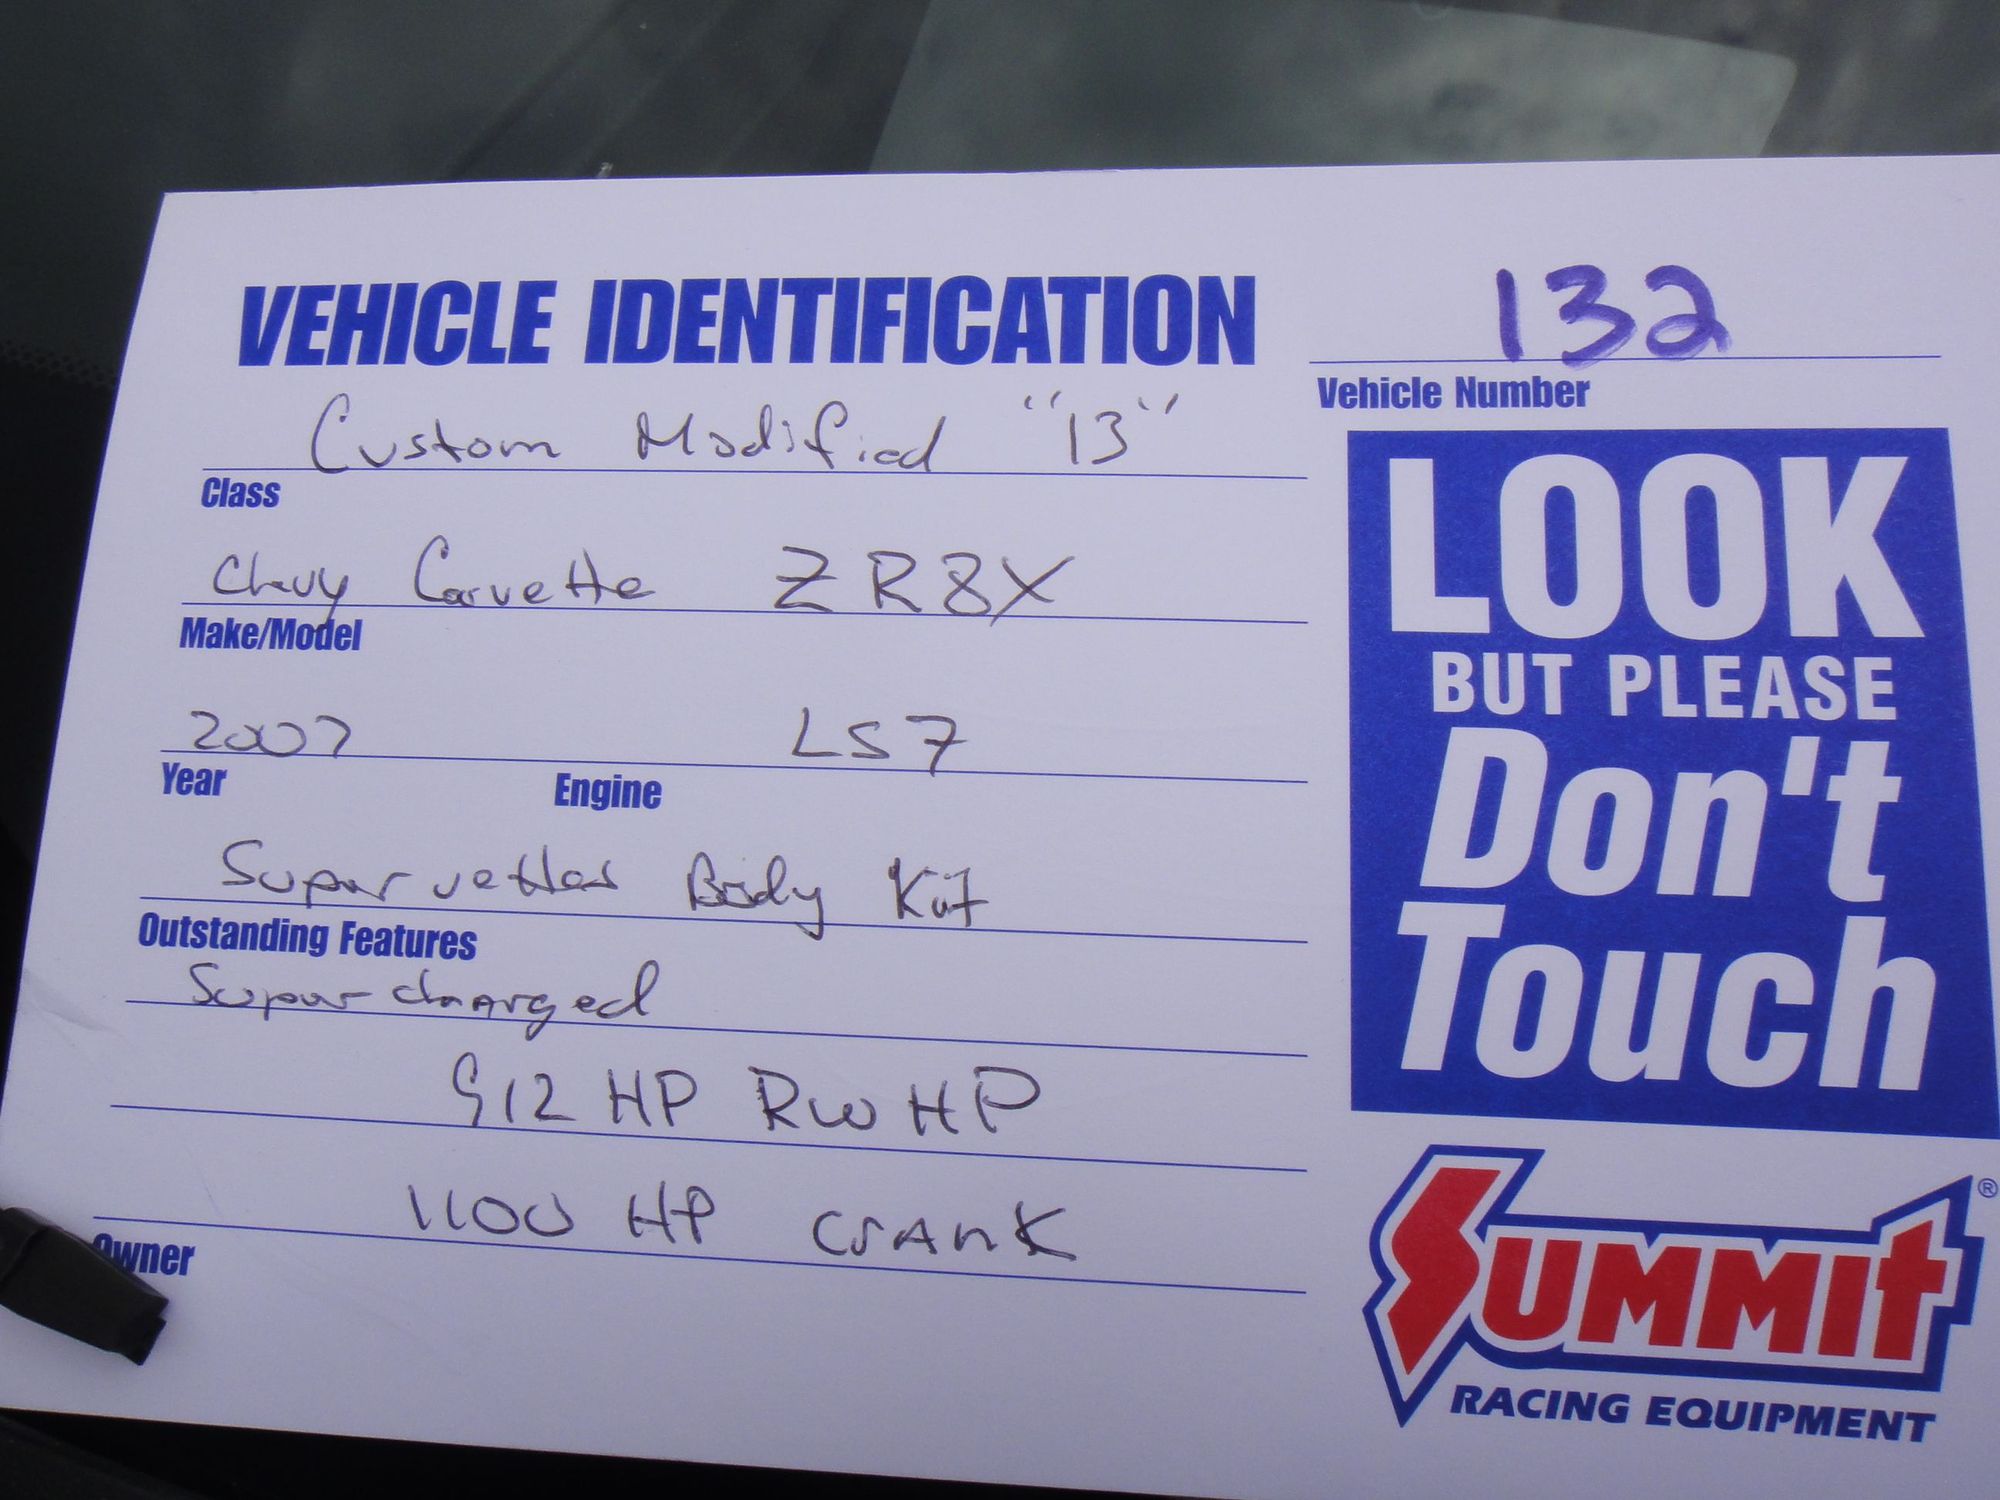 VEHICLE IDENTIFICATION
132
Vehicle Number
Custom Modified "13"
Class
Chevy Corvette ZR8X
Make/Model
2007 LS7
Year Engine
Supervettes Body Kit
Outstanding Features
Supercharged
912 HP RWHP
1100 HP CRANK
Owner
LOOK
BUT PLEASE
Don't
Touch
SUMMIT
®
RACING EQUIPMENT